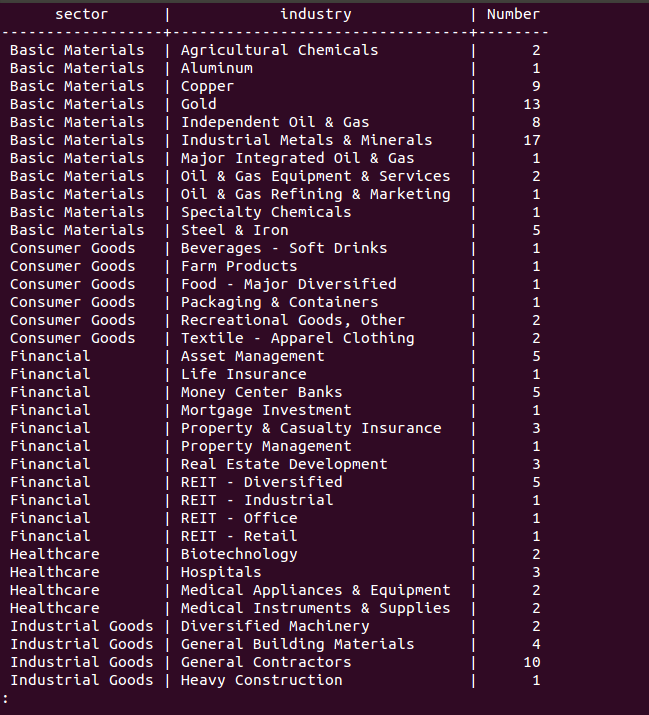 sector | industry | Number
------------------+---------------------------------+--------
Basic Materials | Agricultural Chemicals | 2
Basic Materials | Aluminum | 1
Basic Materials | Copper | 9
Basic Materials | Gold | 13
Basic Materials | Independent Oil & Gas | 8
Basic Materials | Industrial Metals & Minerals | 17
Basic Materials | Major Integrated Oil & Gas | 1
Basic Materials | Oil & Gas Equipment & Services | 2
Basic Materials | Oil & Gas Refining & Marketing | 1
Basic Materials | Specialty Chemicals | 1
Basic Materials | Steel & Iron | 5
Consumer Goods | Beverages - Soft Drinks | 1
Consumer Goods | Farm Products | 1
Consumer Goods | Food - Major Diversified | 1
Consumer Goods | Packaging & Containers | 1
Consumer Goods | Recreational Goods, Other | 2
Consumer Goods | Textile - Apparel Clothing | 2
Financial | Asset Management | 5
Financial | Life Insurance | 1
Financial | Money Center Banks | 5
Financial | Mortgage Investment | 1
Financial | Property & Casualty Insurance | 3
Financial | Property Management | 1
Financial | Real Estate Development | 3
Financial | REIT - Diversified | 5
Financial | REIT - Industrial | 1
Financial | REIT - Office | 1
Financial | REIT - Retail | 1
Healthcare | Biotechnology | 2
Healthcare | Hospitals | 3
Healthcare | Medical Appliances & Equipment | 2
Healthcare | Medical Instruments & Supplies | 2
Industrial Goods | Diversified Machinery | 2
Industrial Goods | General Building Materials | 4
Industrial Goods | General Contractors | 10
Industrial Goods | Heavy Construction | 1
: